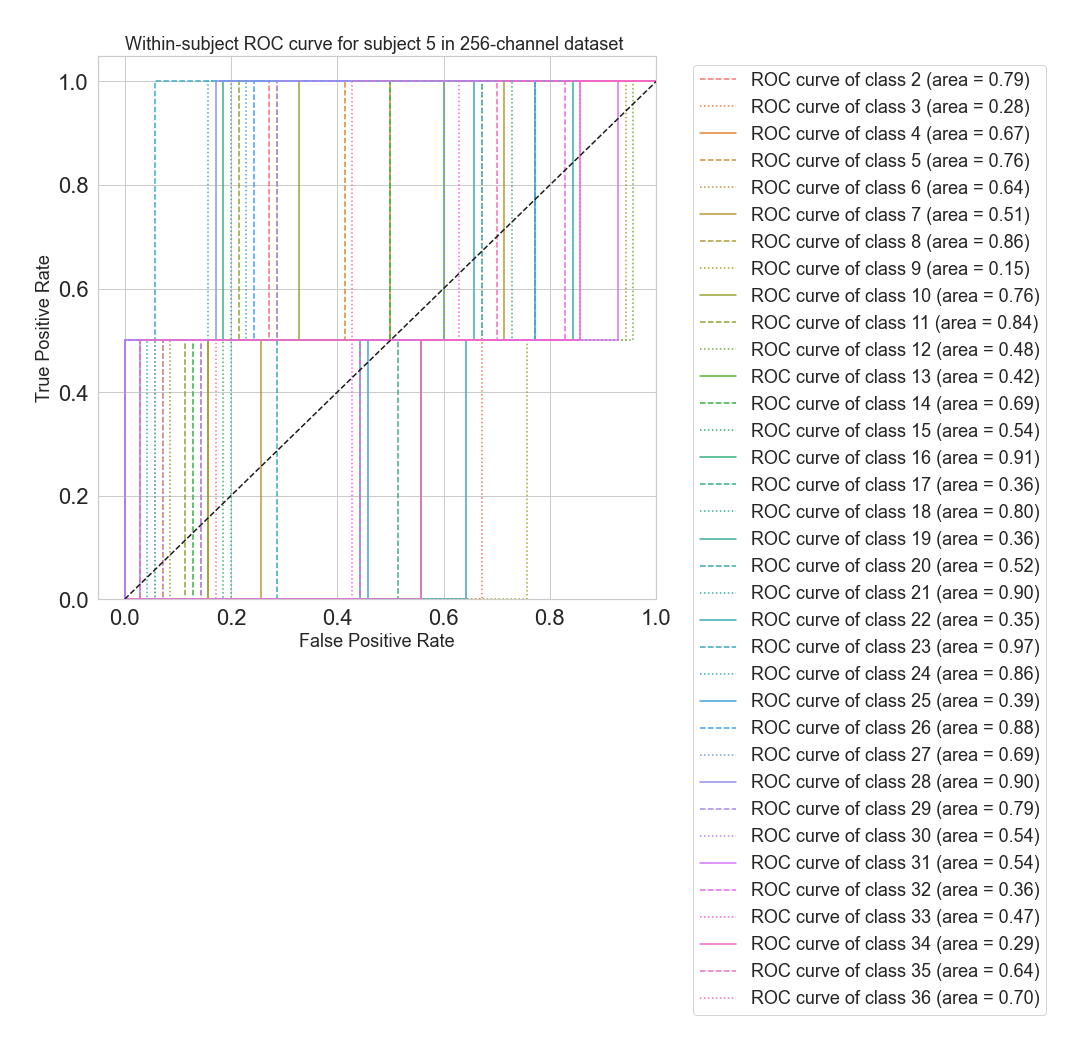 Within-subject ROC curve for subject 5 in 256-channel dataset
1.0
0.8
0.6
0.4
0.2
0.0
True Positive Rate
0.0 0.2 0.4 0.6 0.8 1.0
False Positive Rate
ROC curve of class 2 (area = 0.79)
ROC curve of class 3 (area = 0.28)
ROC curve of class 4 (area = 0.67)
ROC curve of class 5 (area = 0.76)
ROC curve of class 6 (area = 0.64)
ROC curve of class 7 (area = 0.51)
ROC curve of class 8 (area = 0.86)
ROC curve of class 9 (area = 0.15)
ROC curve of class 10 (area = 0.76)
ROC curve of class 11 (area = 0.84)
ROC curve of class 12 (area = 0.48)
ROC curve of class 13 (area = 0.42)
ROC curve of class 14 (area = 0.69)
ROC curve of class 15 (area = 0.54)
ROC curve of class 16 (area = 0.91)
ROC curve of class 17 (area = 0.36)
ROC curve of class 18 (area = 0.80)
ROC curve of class 19 (area = 0.36)
ROC curve of class 20 (area = 0.52)
ROC curve of class 21 (area = 0.90)
ROC curve of class 22 (area = 0.35)
ROC curve of class 23 (area = 0.97)
ROC curve of class 24 (area = 0.86)
ROC curve of class 25 (area = 0.39)
ROC curve of class 26 (area = 0.88)
ROC curve of class 27 (area = 0.69)
ROC curve of class 28 (area = 0.90)
ROC curve of class 29 (area = 0.79)
ROC curve of class 30 (area = 0.54)
ROC curve of class 31 (area = 0.54)
ROC curve of class 32 (area = 0.36)
ROC curve of class 33 (area = 0.47)
ROC curve of class 34 (area = 0.29)
ROC curve of class 35 (area = 0.64)
ROC curve of class 36 (area = 0.70)